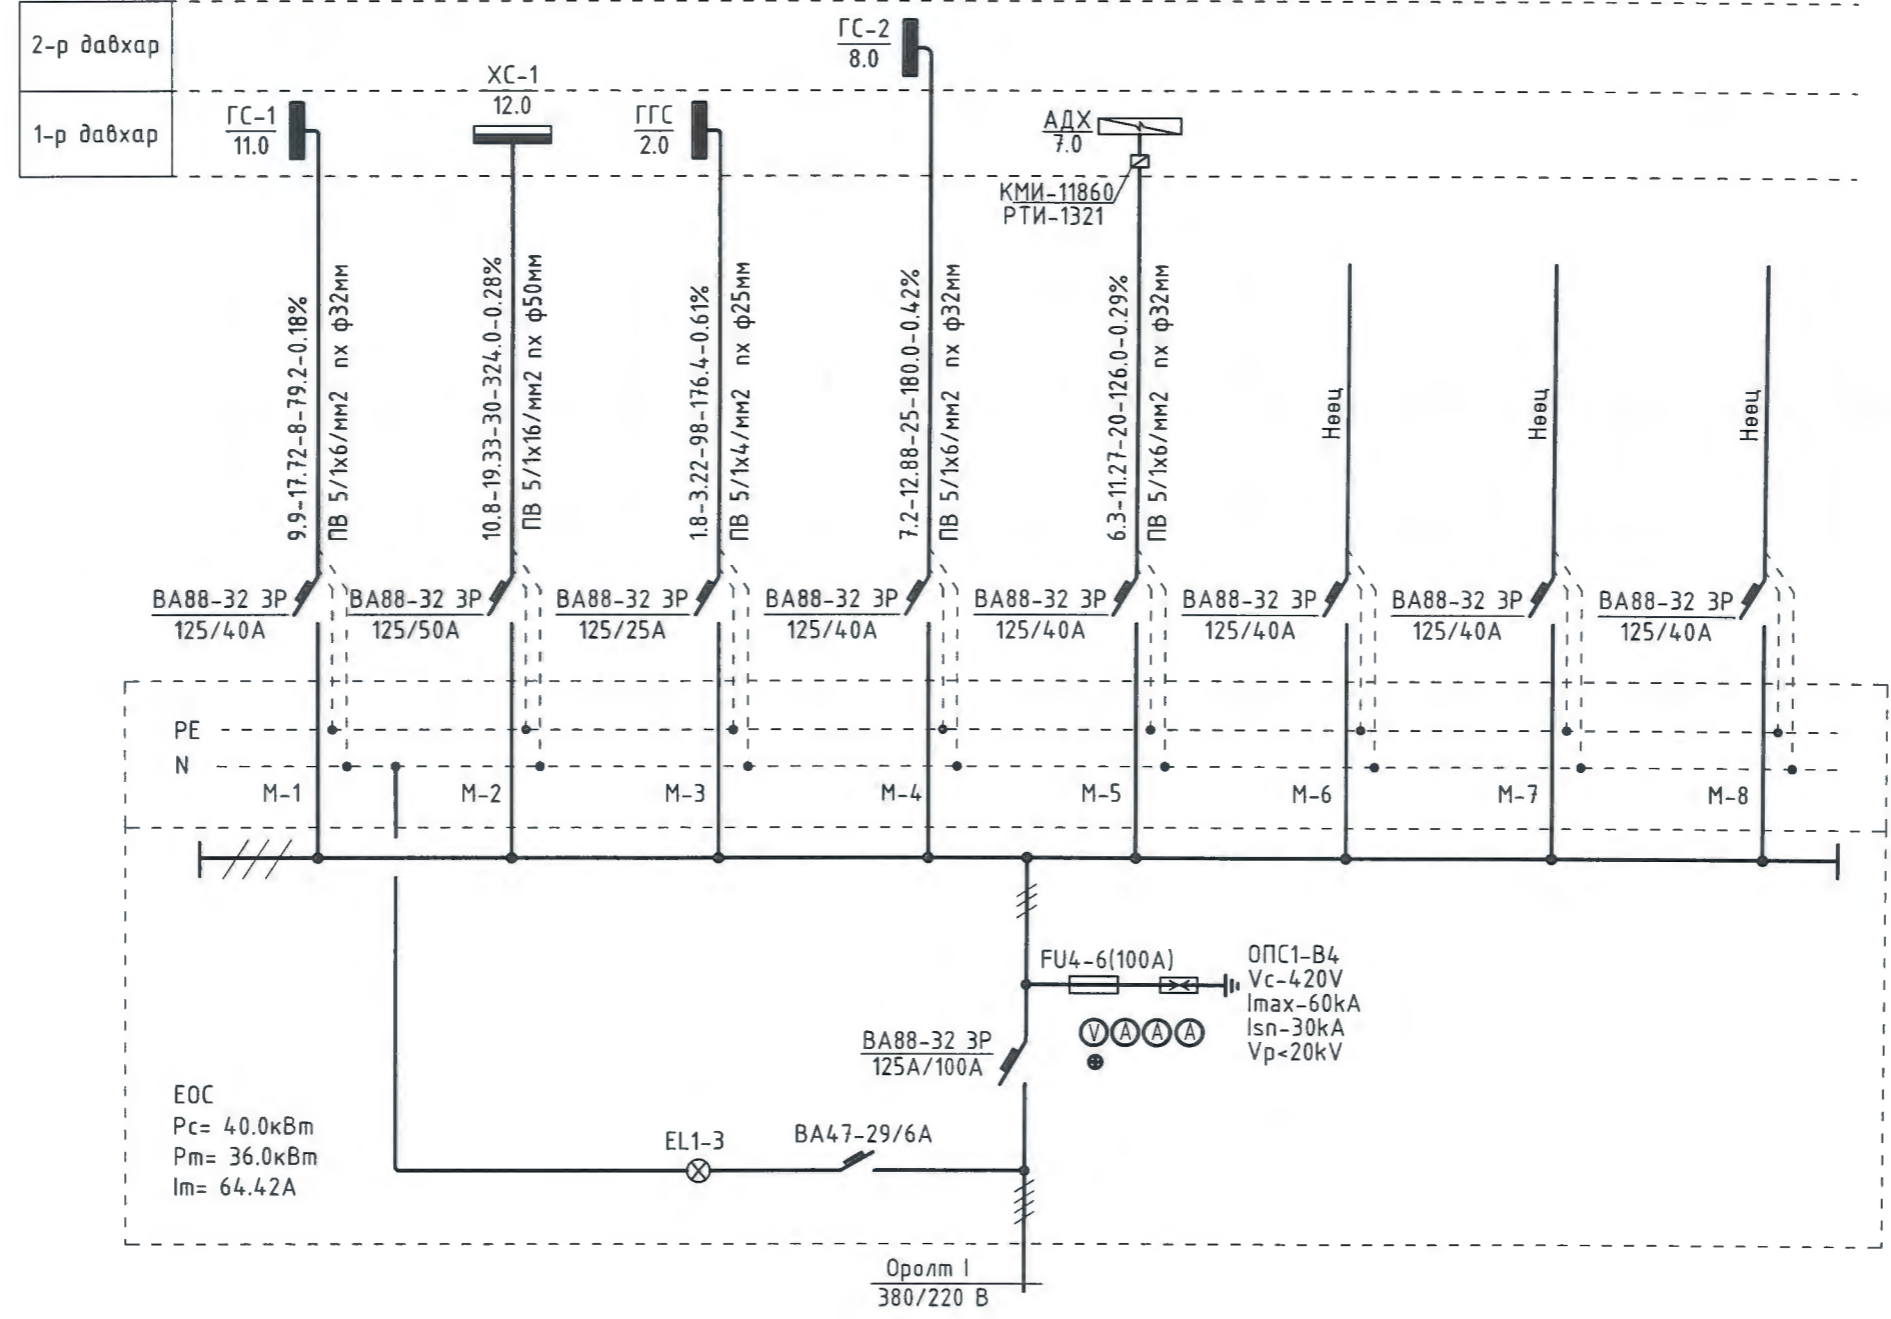 2-р давхар
1-р давхар
ГС-1
11.0
ХС-1
12.0
ГГС
2.0
ГС-2
8.0
АДХ
7.0
КМИ-11860
РТИ-1321
9.9-17.72-8-79.2-0.18%
ПВ 5/1x6/мм2 пх ф32мм
10.8-19.33-30-324.0-0.28%
ПВ 5/1x16/мм2 пх ф50мм
1.8-3.22-98-176.4-0.61%
ПВ 5/1x4/мм2 пх ф25мм
7.2-12.88-25-180.0-0.42%
ПВ 5/1x6/мм2 пх ф32мм
6.3-11.27-20-126.0-0.29%
ПВ 5/1x6/мм2 пх ф32мм
Нөөц
Нөөц
Нөөц
ВА88-32 3Р
125/40А
ВА88-32 3Р
125/50А
ВА88-32 3Р
125/25А
ВА88-32 3Р
125/40А
ВА88-32 3Р
125/40А
ВА88-32 3Р
125/40А
ВА88-32 3Р
125/40А
ВА88-32 3Р
125/40А
PE
N
М-1
М-2
М-3
М-4
М-5
М-6
М-7
М-8
FU4-6(100A)
ОПС1-В4
Vc-420V
Imax-60kA
Isn-30kA
Vp<20kV
V A A A
ВА88-32 3Р
125А/100А
ЕОС
Рс= 40.0кВт
Рт= 36.0кВт
Iт= 64.42А
EL1-3
ВА47-29/6А
Оролт I
380/220 В